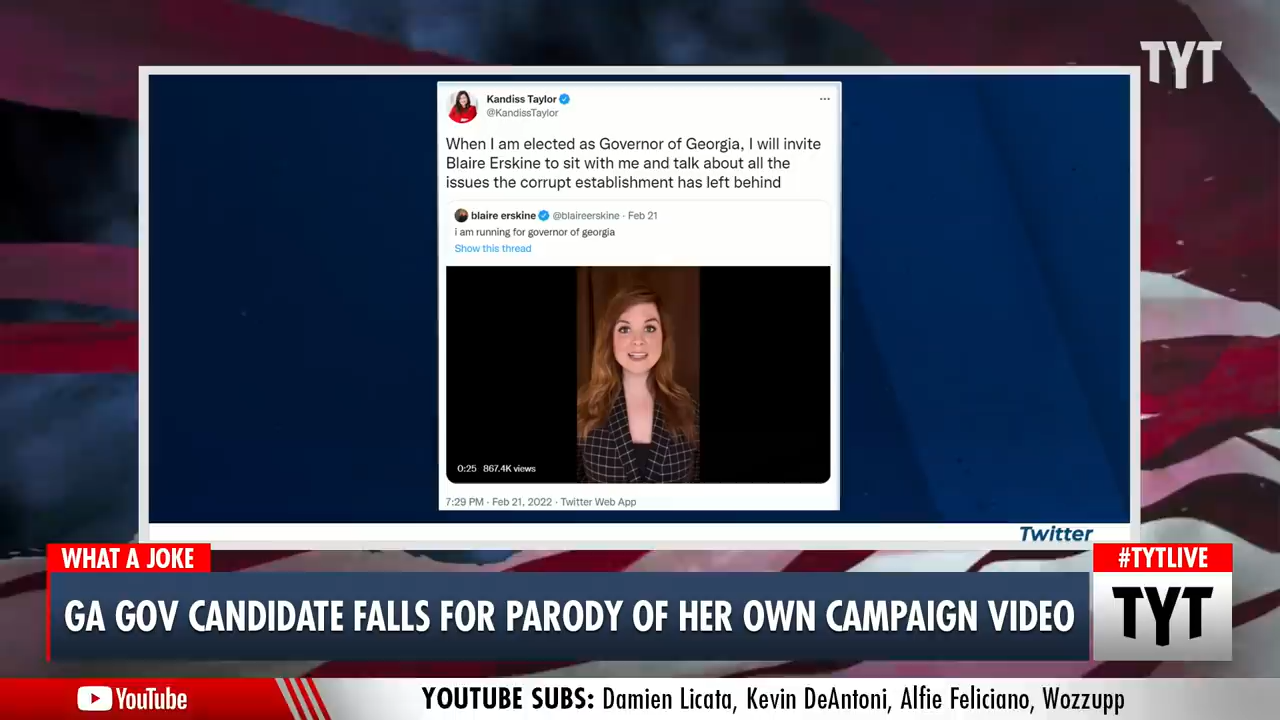 TYT
Kandiss Taylor
@KandissTaylor
When I am elected as Governor of Georgia, I will invite
Blaire Erskine to sit with me and talk about all the
issues the corrupt establishment has left behind
blaire erskine @blaireerskine · Feb 21
i am running for governor of georgia
Show this thread
0:25 867.4K views
7:29 PM · Feb 21, 2022 · Twitter Web App
Twitter
WHAT A JOKE
#TYTLIVE
GA GOV CANDIDATE FALLS FOR PARODY OF HER OWN CAMPAIGN VIDEO
TYT
YouTube
YOUTUBE SUBS: Damien Licata, Kevin DeAntoni, Alfie Feliciano, Wozzupp